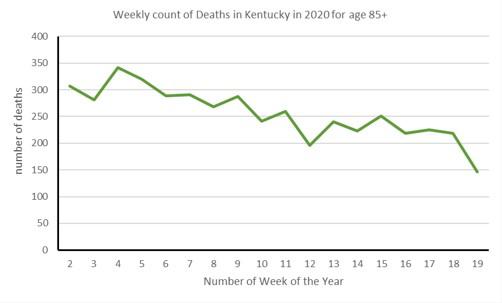 Weekly count of Deaths in Kentucky in 2020 for age 85+
400
350
300
250
200
150
100
50
0
number of deaths
2 3 4 5 6 7 8 9 10 11 12 13 14 15 16 17 18 19
Number of Week of the Year